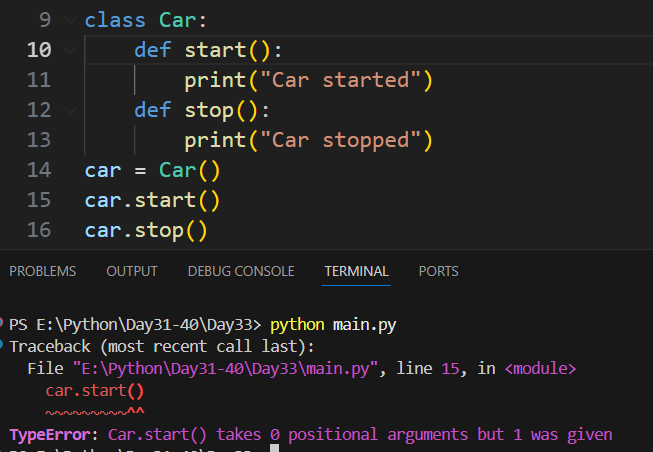 9 class Car:
10 def start():
11 print("Car started")
12 def stop():
13 print("Car stopped")
14 car = Car()
15 car.start()
16 car.stop()
PROBLEMS OUTPUT DEBUG CONSOLE TERMINAL PORTS
PS E:\Python\Day31-40\Day33> python main.py
Traceback (most recent call last):
File "E:\Python\Day31-40\Day33\main.py", line 15, in <module>
car.start()
~~~~~~~~~^^
TypeError: Car.start() takes 0 positional arguments but 1 was given